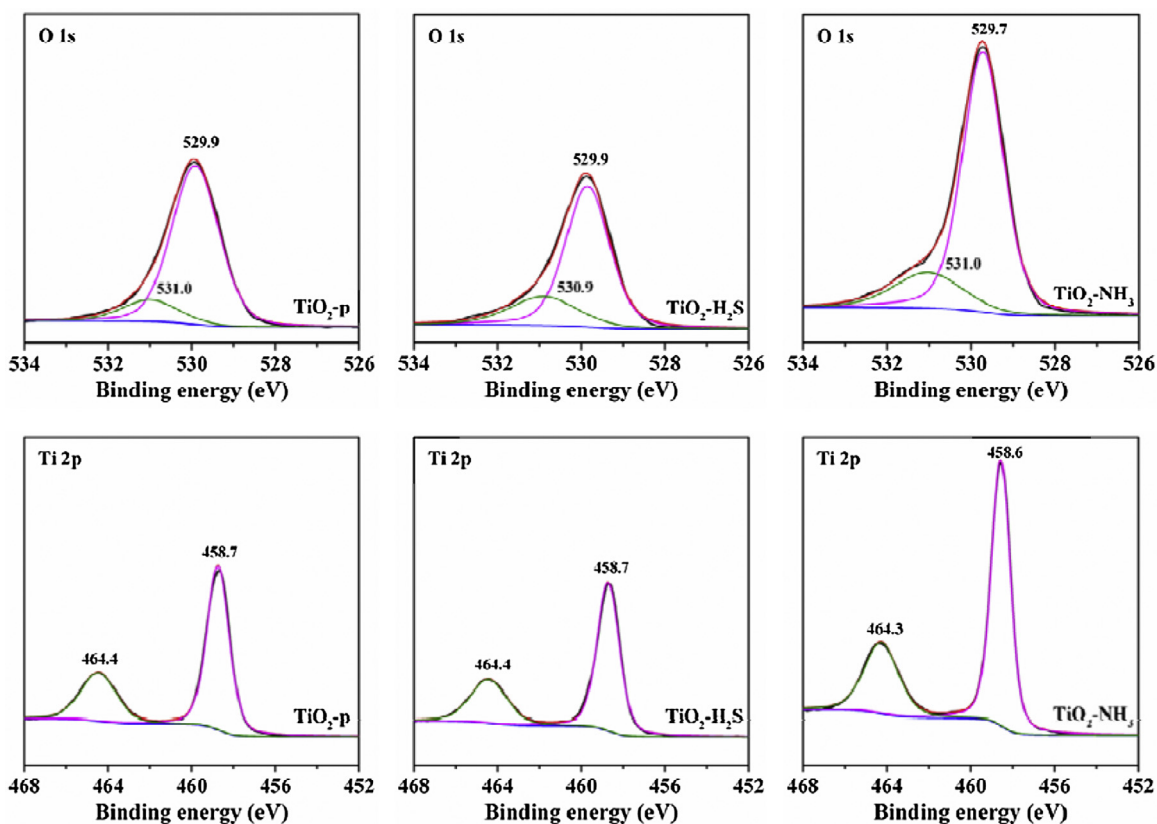 O 1s
529.9
531.0
TiO₂-p
534 532 530 528 526
Binding energy (eV)
O 1s
529.9
530.9
TiO₂-H₂S
534 532 530 528 526
Binding energy (eV)
O 1s
529.7
531.0
TiO₂-NH₃
534 532 530 528 526
Binding energy (eV)
Ti 2p
458.7
464.4
TiO₂-p
468 464 460 456 452
Binding energy (eV)
Ti 2p
458.7
464.4
TiO₂-H₂S
468 464 460 456 452
Binding energy (eV)
Ti 2p
458.6
464.3
TiO₂-NH₃
468 464 460 456 452
Binding energy (eV)